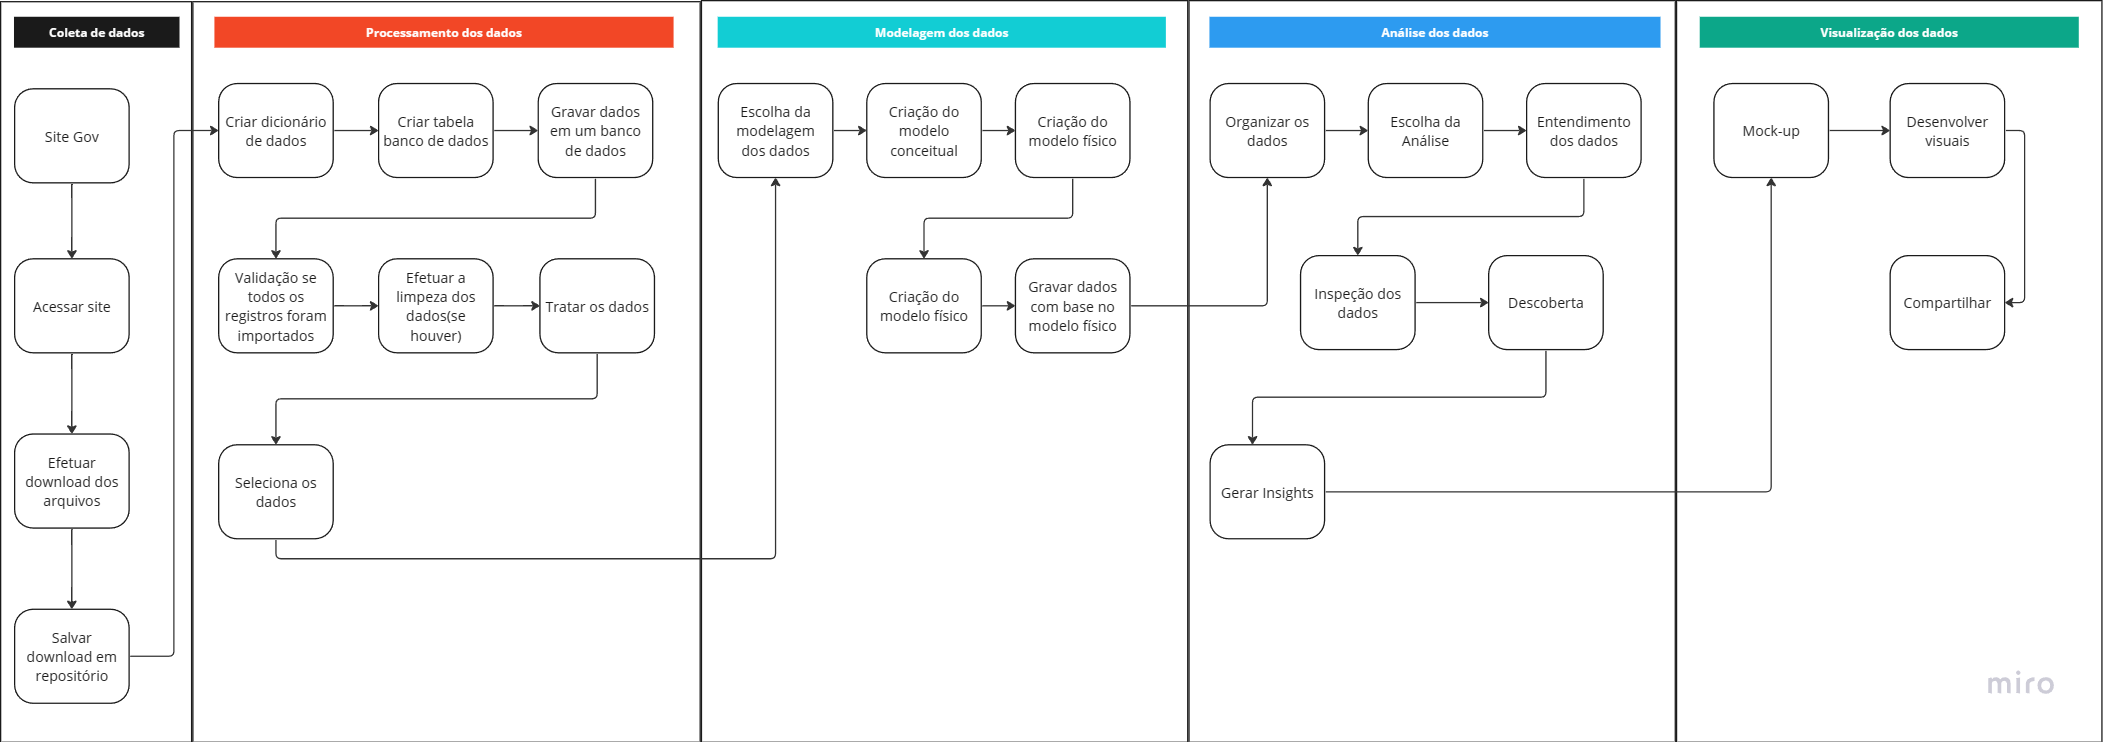 Coleta de dados
Site Gov
Acessar site
Efetuar
download dos
arquivos
Salvar
download em
repositório
Processamento dos dados
Criar dicionário
de dados
Criar tabela
banco de dados
Gravar dados
em um banco
de dados
Validação se
todos os
registros foram
importados
Efetuar a
limpeza dos
dados(se
houver)
Tratar os dados
Seleciona os
dados
Modelagem dos dados
Escolha da
modelagem
dos dados
Criação do
modelo
conceitual
Criação do
modelo físico
Criação do
modelo físico
Gravar dados
com base no
modelo físico
Análise dos dados
Organizar os
dados
Escolha da
Análise
Entendimento
dos dados
Inspeção dos
dados
Descoberta
Gerar Insights
Visualização dos dados
Mock-up
Desenvolver
visuais
Compartilhar
miro